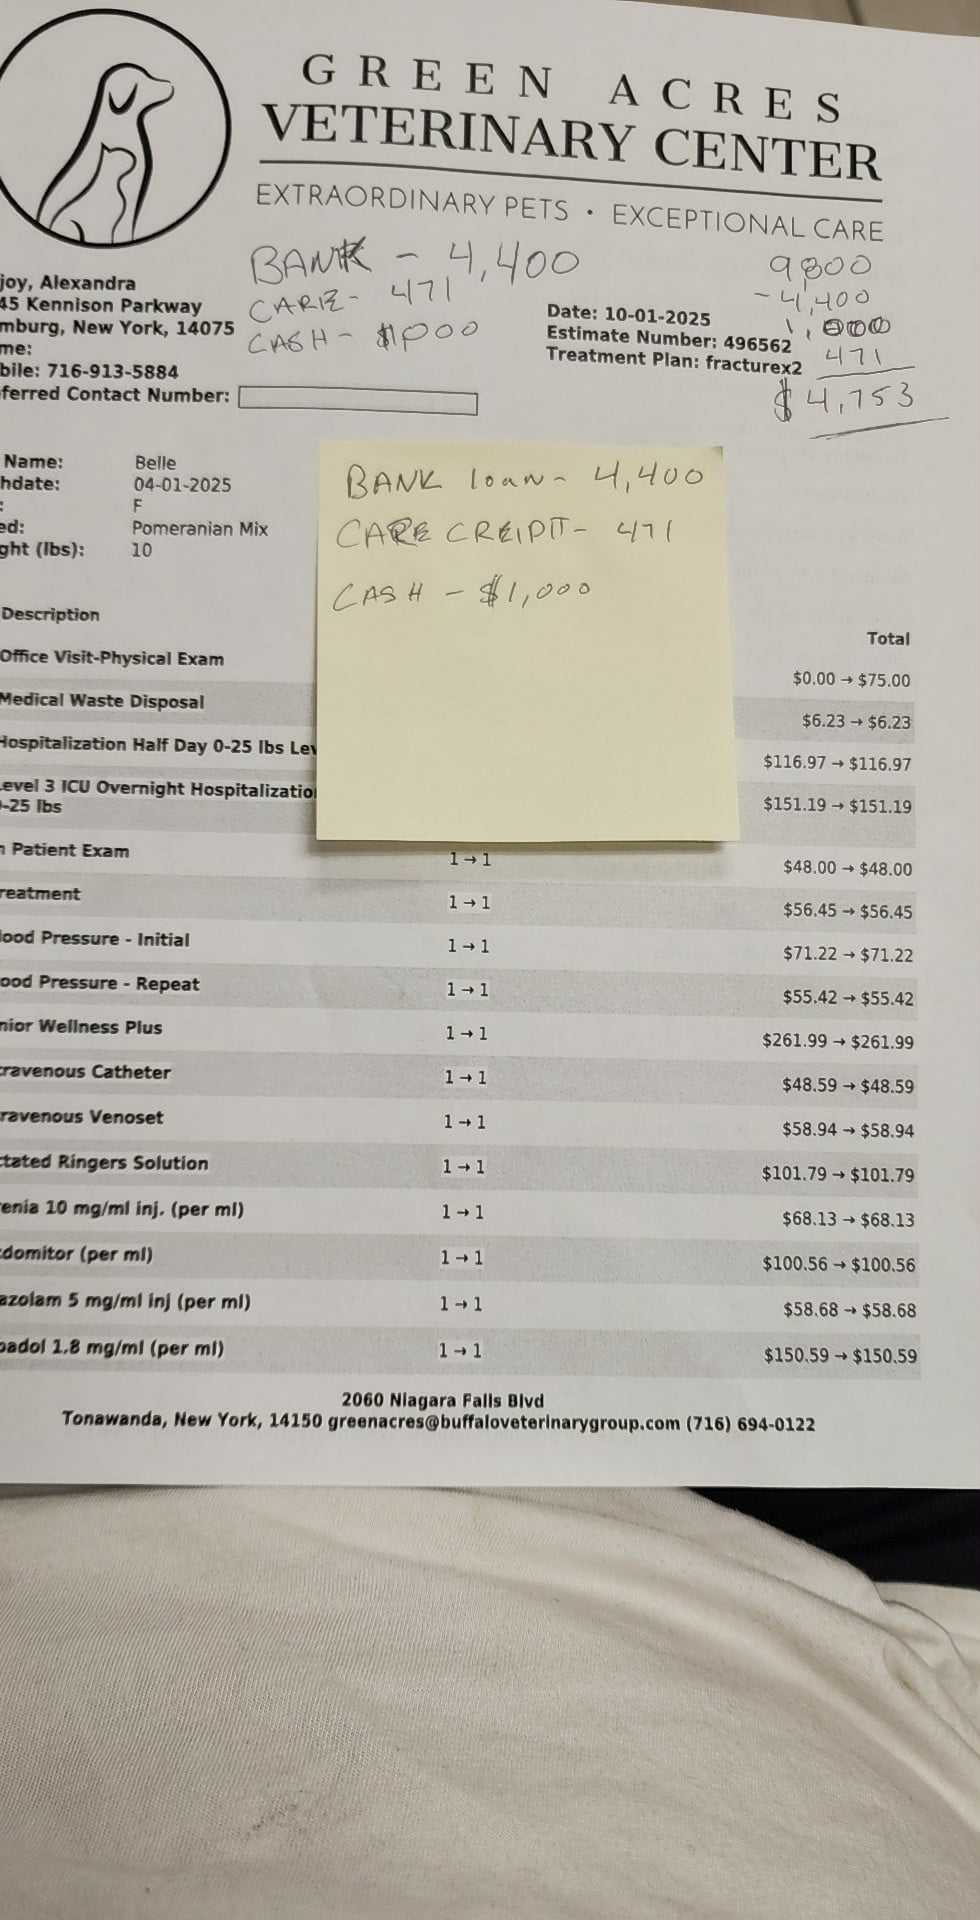 GREEN ACRES
VETERINARY CENTER
EXTRAORDINARY PETS • EXCEPTIONAL CARE
BANK - 4,400
CARE - 471
CASH - $1000
9800
- 4,400
1,000
471
$4,753
joy, Alexandra
45 Kennison Parkway
mburg, New York, 14075
me:
bile: 716-913-5884
ferred Contact Number:
Date: 10-01-2025
Estimate Number: 496562
Treatment Plan: fracturex2
Name: Belle
hdate: 04-01-2025
: F
ed: Pomeranian Mix
ght (lbs): 10
BANK loan - 4,400
CARE CREIDIT - 471
CASH - $1,000
Description Total
Office Visit-Physical Exam $0.00 → $75.00
Medical Waste Disposal $6.23 → $6.23
Hospitalization Half Day 0-25 lbs Lev $116.97 → $116.97
evel 3 ICU Overnight Hospitalization $151.19 → $151.19
-25 lbs
n Patient Exam 1 → 1 $48.00 → $48.00
reatment 1 → 1 $56.45 → $56.45
lood Pressure - Initial 1 → 1 $71.22 → $71.22
ood Pressure - Repeat 1 → 1 $55.42 → $55.42
nior Wellness Plus 1 → 1 $261.99 → $261.99
travenous Catheter 1 → 1 $48.59 → $48.59
ravenous Venoset 1 → 1 $58.94 → $58.94
ctated Ringers Solution 1 → 1 $101.79 → $101.79
enia 10 mg/ml inj. (per ml) 1 → 1 $68.13 → $68.13
domitor (per ml) 1 → 1 $100.56 → $100.56
azolam 5 mg/ml inj (per ml) 1 → 1 $58.68 → $58.68
badol 1.8 mg/ml (per ml) 1 → 1 $150.59 → $150.59
2060 Niagara Falls Blvd
Tonawanda, New York, 14150 greenacres@buffaloveterinarygroup.com (716) 694-0122